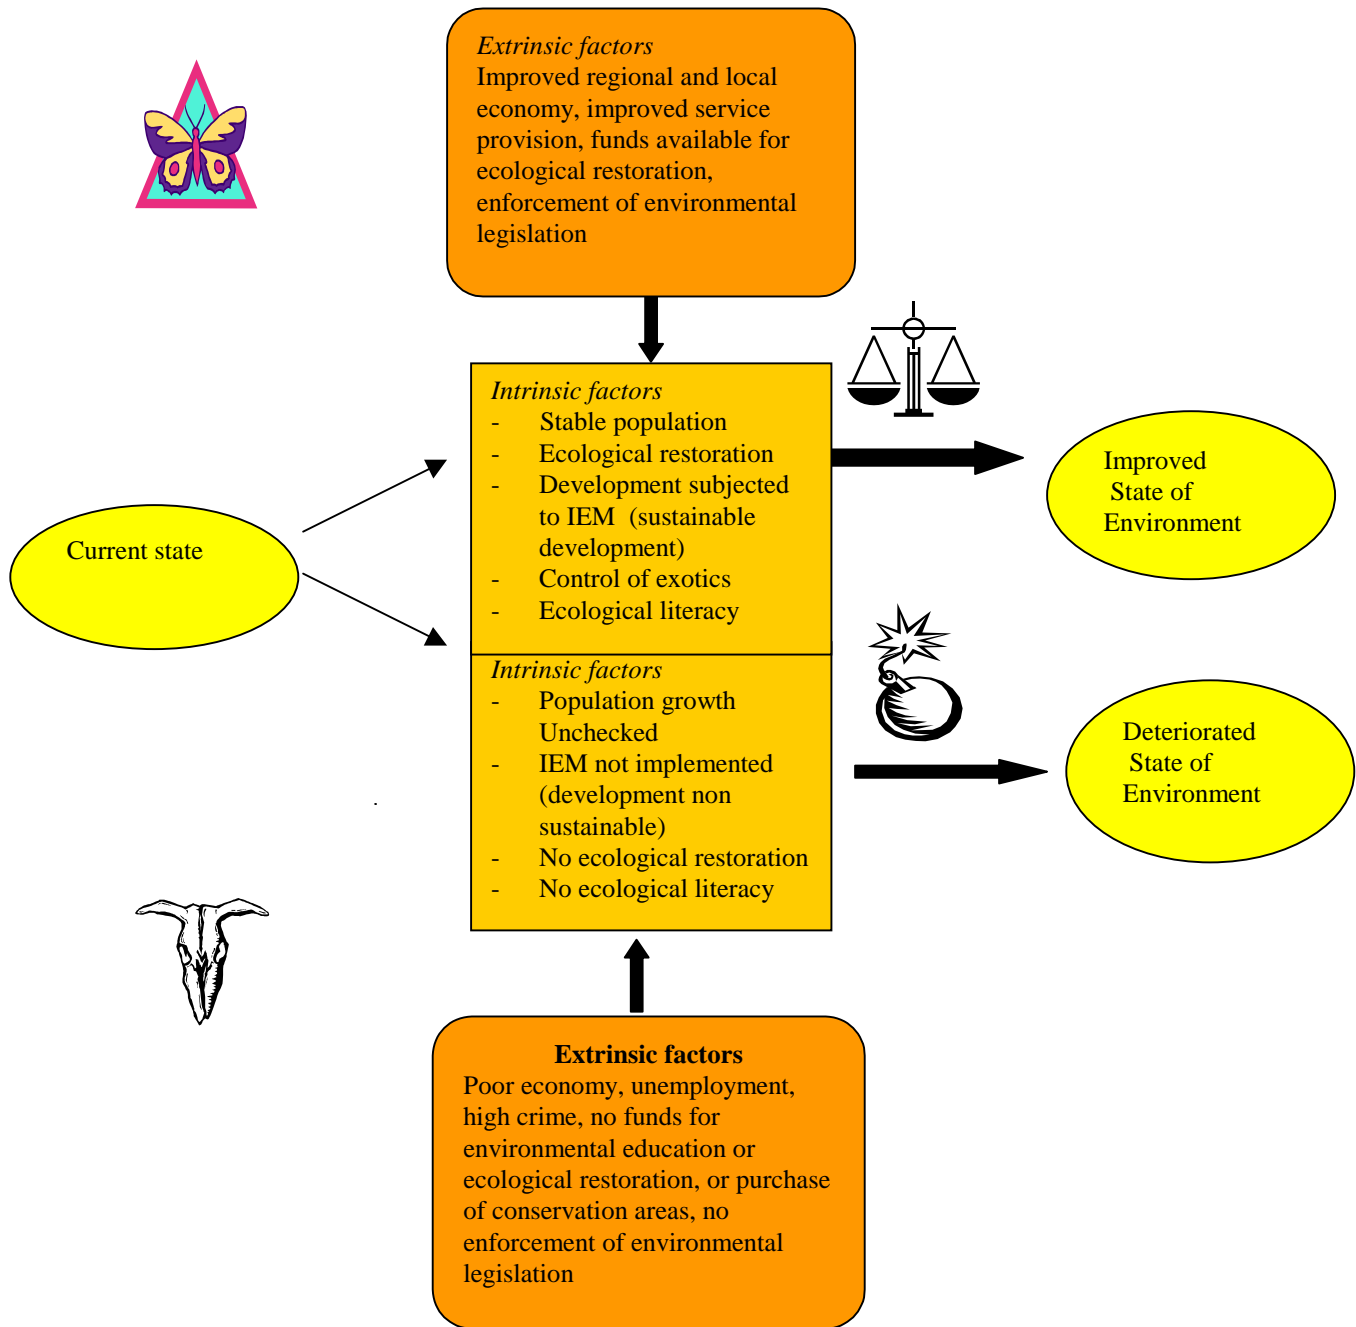 Extrinsic factors
Improved regional and local
economy, improved service
provision, funds available for
ecological restoration,
enforcement of environmental
legislation
Intrinsic factors
- Stable population
- Ecological restoration
- Development subjected
to IEM (sustainable
development)
- Control of exotics
- Ecological literacy
Improved
State of
Environment
Current state
Intrinsic factors
- Population growth
Unchecked
- IEM not implemented
(development non
sustainable)
- No ecological restoration
- No ecological literacy
Deteriorated
State of
Environment
Extrinsic factors
Poor economy, unemployment,
high crime, no funds for
environmental education or
ecological restoration, or purchase
of conservation areas, no
enforcement of environmental
legislation